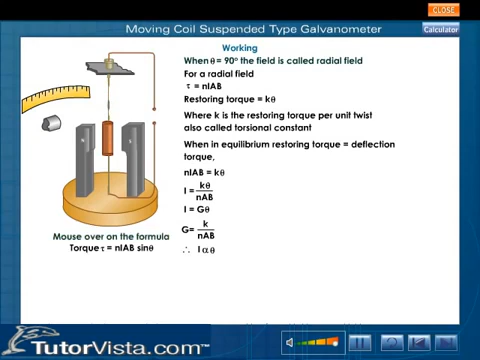 CLOSE
Moving Coil Suspended Type Galvanometer
Calculator
Working
When θ = 90° the field is called radial field
For a radial field
τ = nIAB
Restoring torque = kθ
Where k is the restoring torque per unit twist
also called torsional constant
When in equilibrium restoring torque = deflection
torque,
nIAB = kθ
I = kθ / nAB
I = Gθ
G= k / nAB
∴ I α θ
Mouse over on the formula
Torque τ = nIAB sinθ
TutorVista.com™